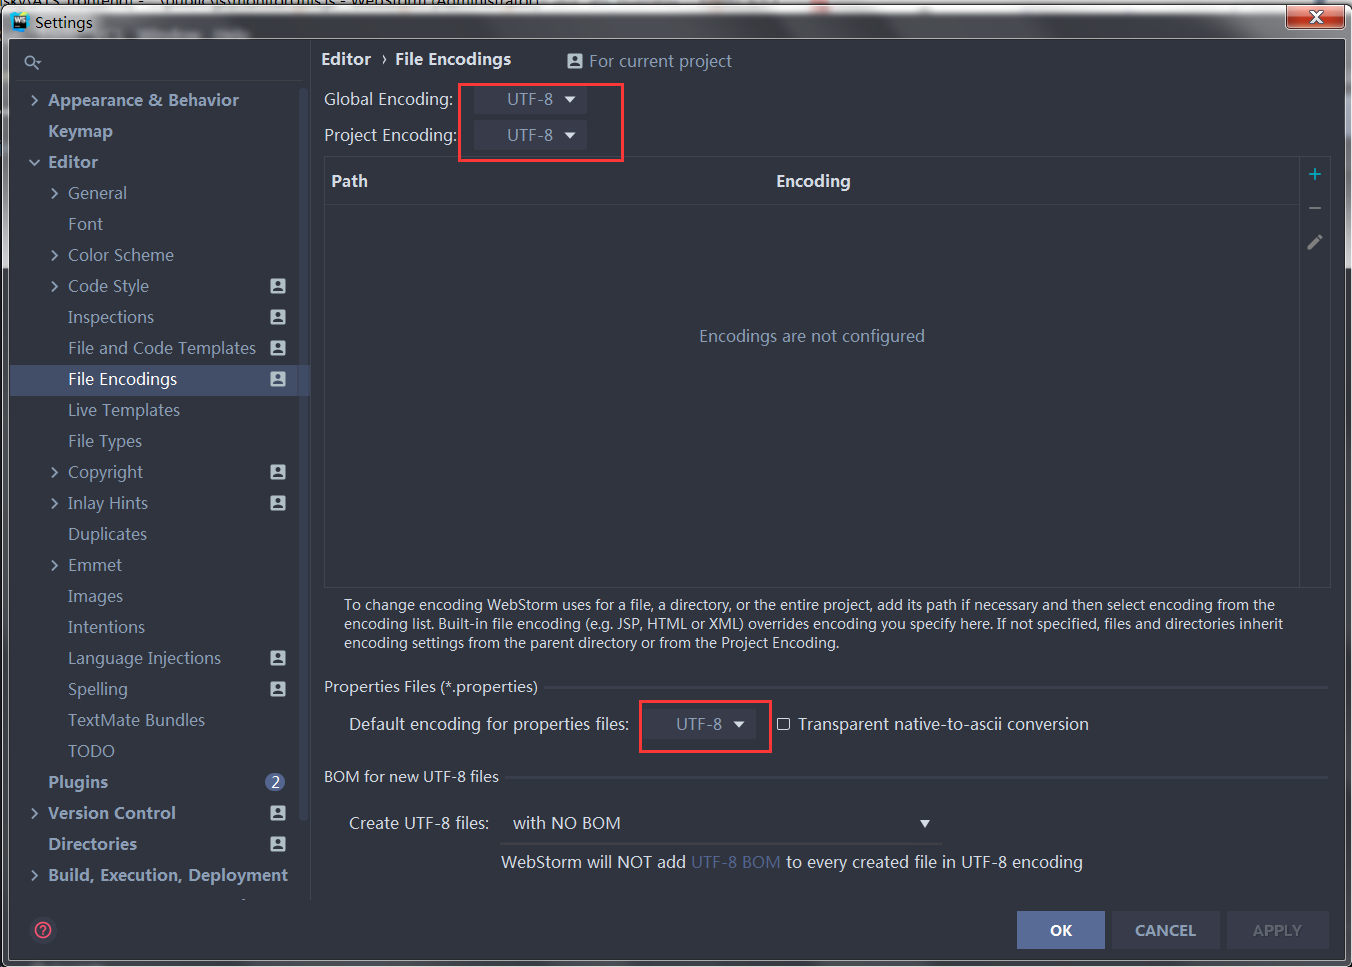 Settings
Editor › File Encodings
For current project
Appearance & Behavior
Keymap
Editor
General
Font
Color Scheme
Code Style
Inspections
File and Code Templates
File Encodings
Live Templates
File Types
Copyright
Inlay Hints
Duplicates
Emmet
Images
Intentions
Language Injections
Spelling
TextMate Bundles
TODO
Plugins 2
Version Control
Directories
Build, Execution, Deployment
Global Encoding: UTF-8
Project Encoding: UTF-8
Path Encoding
Encodings are not configured
To change encoding WebStorm uses for a file, a directory, or the entire project, add its path if necessary and then select encoding from the
encoding list. Built-in file encoding (e.g. JSP, HTML or XML) overrides encoding you specify here. If not specified, files and directories inherit
encoding settings from the parent directory or from the Project Encoding.
Properties Files (*.properties)
Default encoding for properties files: UTF-8 Transparent native-to-ascii conversion
BOM for new UTF-8 files
Create UTF-8 files: with NO BOM
WebStorm will NOT add UTF-8 BOM to every created file in UTF-8 encoding
OK CANCEL APPLY